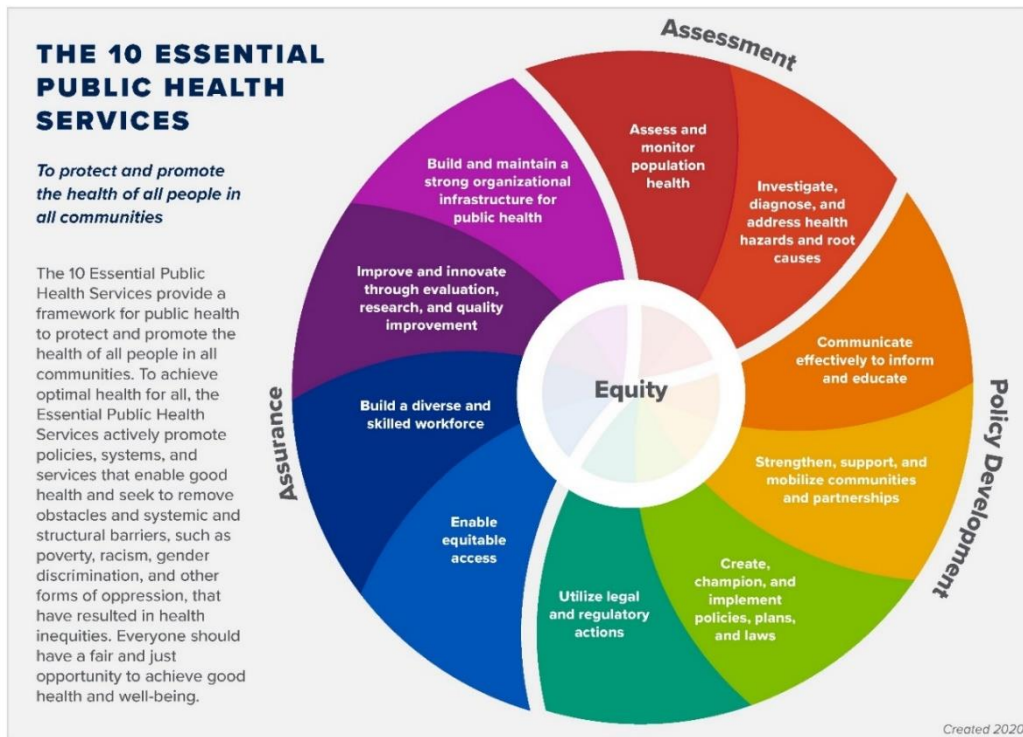 THE 10 ESSENTIAL
PUBLIC HEALTH
SERVICES
To protect and promote
the health of all people in
all communities
The 10 Essential Public
Health Services provide a
framework for public health
to protect and promote the
health of all people in all
communities. To achieve
optimal health for all, the
Essential Public Health
Services actively promote
policies, systems, and
services that enable good
health and seek to remove
obstacles and systemic and
structural barriers, such as
poverty, racism, gender
discrimination, and other
forms of oppression, that
have resulted in health
inequities. Everyone should
have a fair and just
opportunity to achieve good
health and well-being.
Assessment
Assess and
monitor
population
health
Investigate,
diagnose, and
address health
hazards and root
causes
Policy Development
Communicate
effectively to inform
and educate
Strengthen, support, and
mobilize communities
and partnerships
Create,
champion, and
implement
policies, plans,
and laws
Utilize legal
and regulatory
actions
Assurance
Enable
equitable
access
Build a diverse and
skilled workforce
Improve and innovate
through evaluation,
research, and quality
improvement
Build and maintain a
strong organizational
infrastructure for
public health
Equity
Created 2020